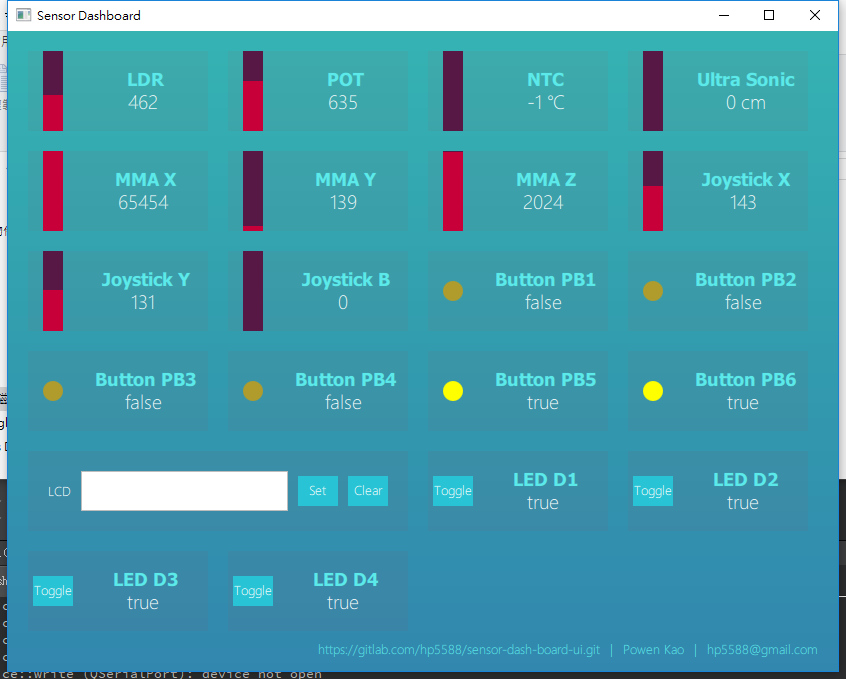 Sensor Dashboard
LDR
462
POT
635
NTC
-1 ℃
Ultra Sonic
0 cm
MMA X
65454
MMA Y
139
MMA Z
2024
Joystick X
143
Joystick Y
131
Joystick B
0
Button PB1
false
Button PB2
false
Button PB3
false
Button PB4
false
Button PB5
true
Button PB6
true
LCD
Set
Clear
Toggle
LED D1
true
Toggle
LED D2
true
Toggle
LED D3
true
Toggle
LED D4
true
https://gitlab.com/hp5588/sensor-dash-board-ui.git | Powen Kao | hp5588@gmail.com
ce::Write (QSerialPort): device not open